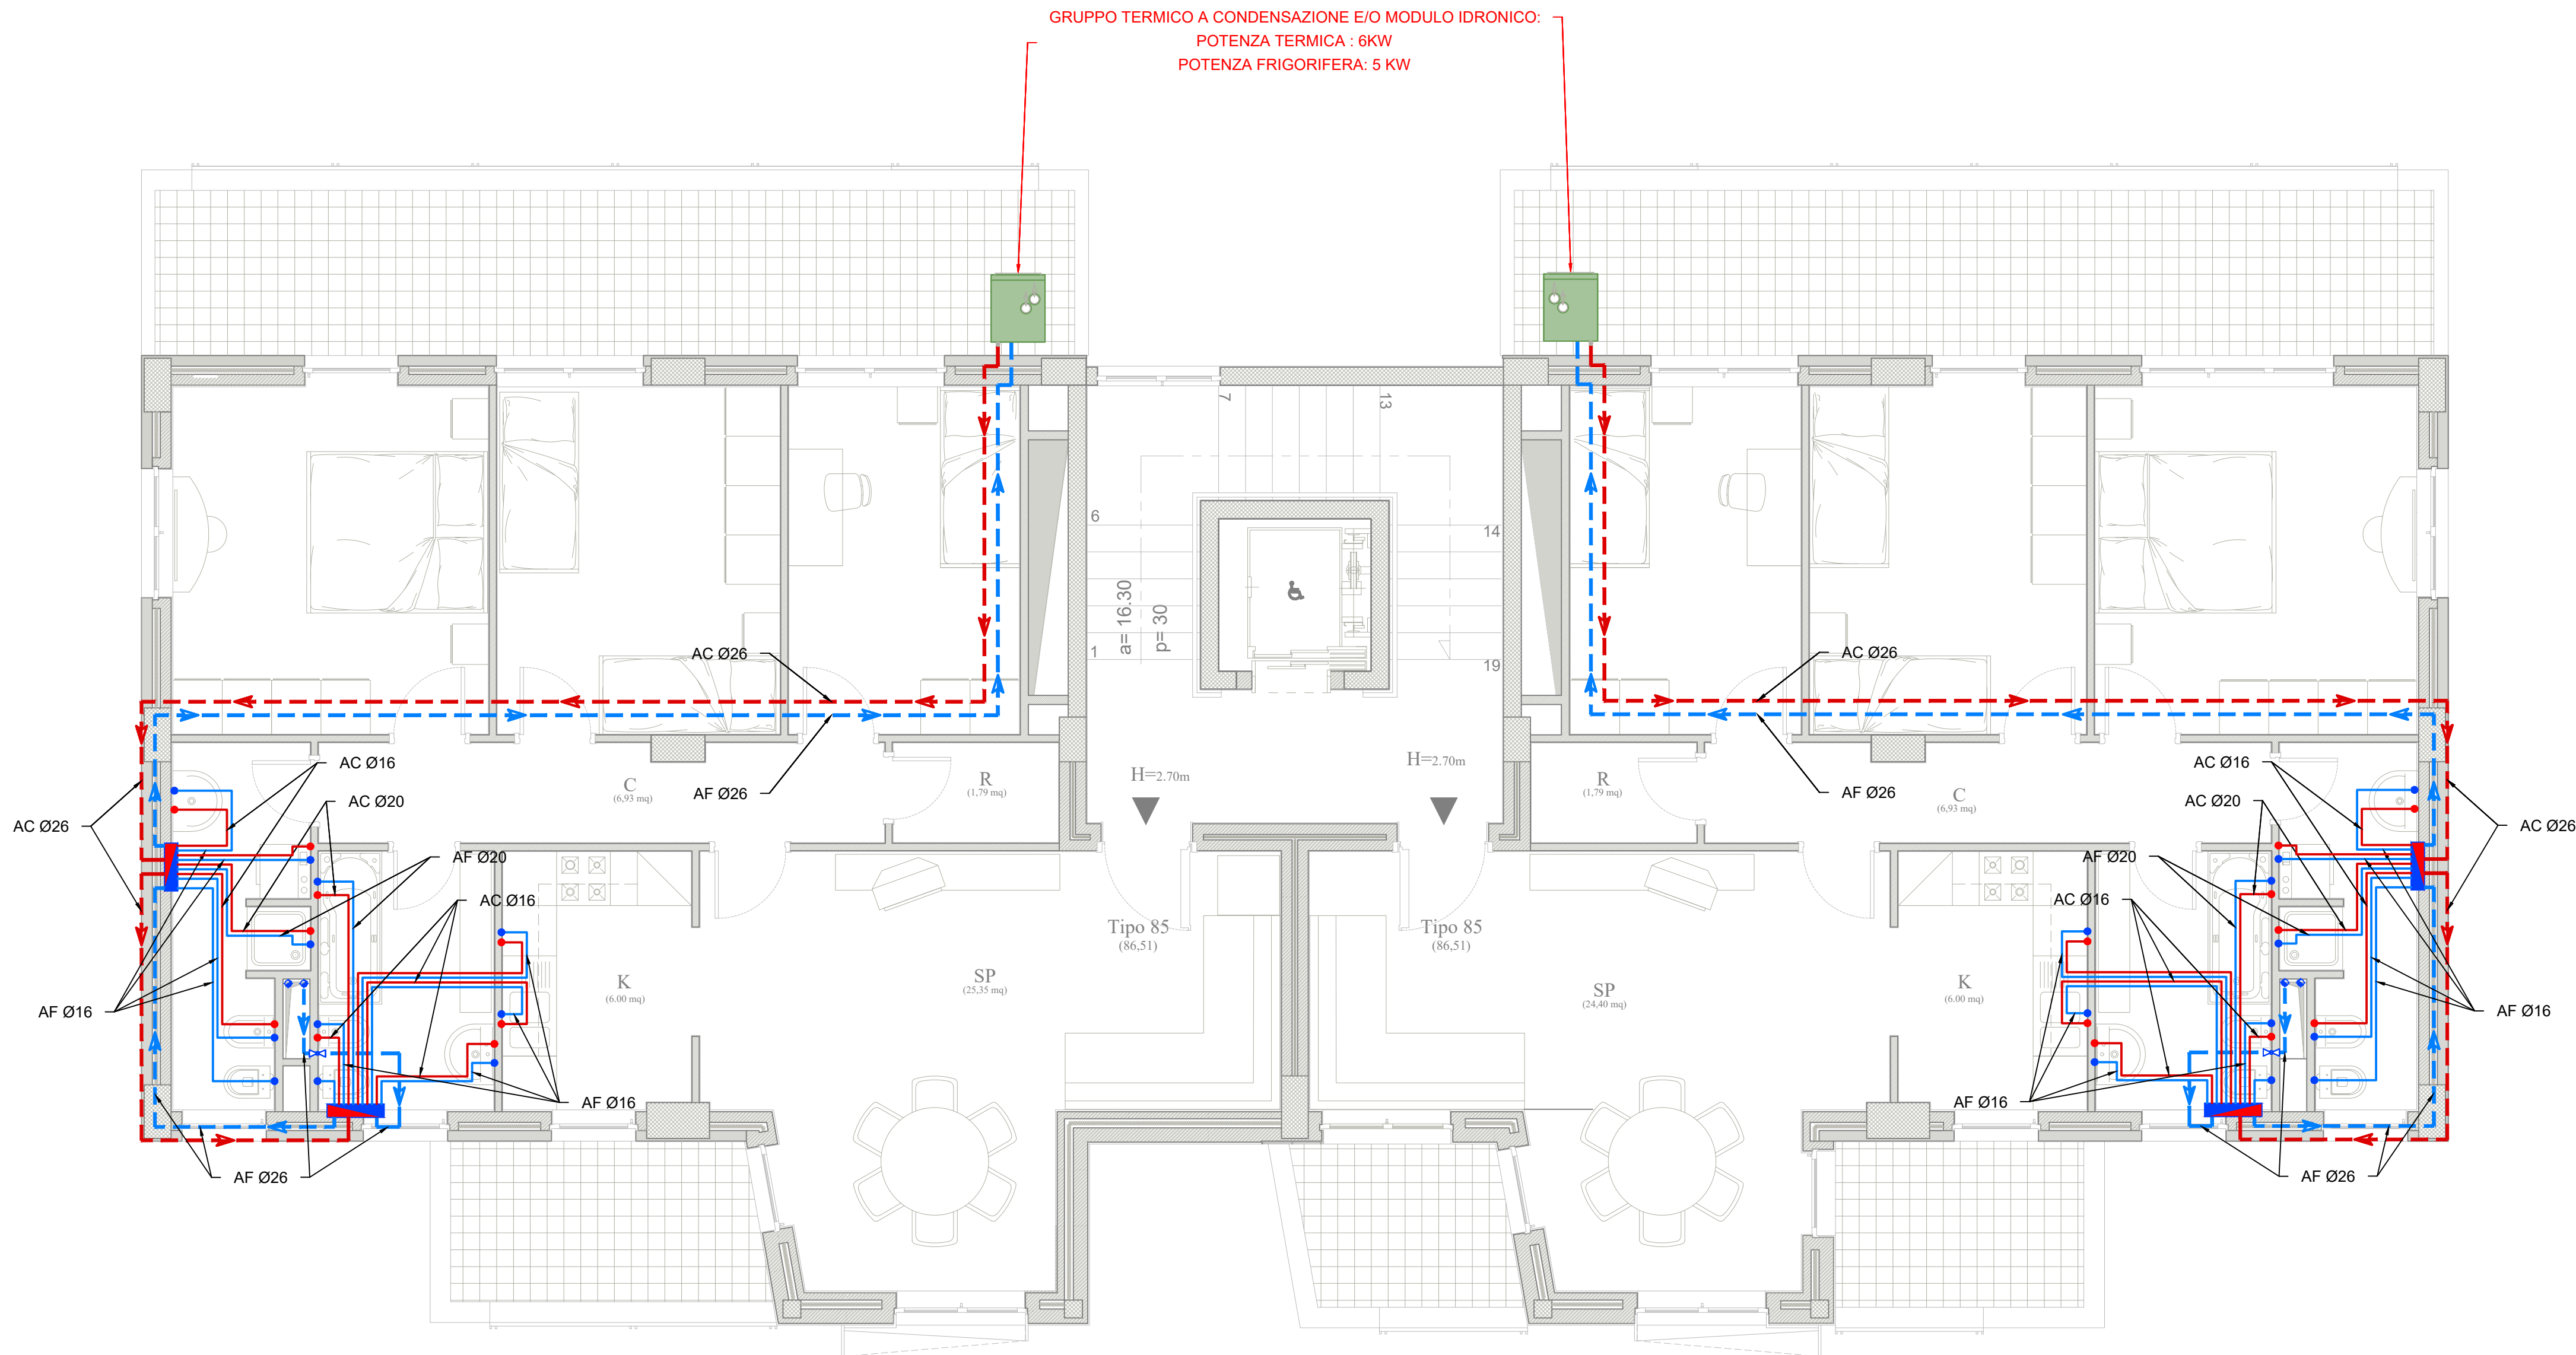 GRUPPO TERMICO A CONDENSAZIONE E/O MODULO IDRONICO:
POTENZA TERMICA : 6KW
POTENZA FRIGORIFERA: 5 KW
7
13
6
14
a= 16.30
p= 30
1
19
AC Ø26
AC Ø26
AC Ø16
C
(6,93 mq)
AF Ø26
R
(1,79 mq)
H=2.70m
H=2.70m
R
(1,79 mq)
AF Ø26
C
(6,93 mq)
AC Ø16
AC Ø26
AC Ø20
AC Ø20
AC Ø26
AF Ø20
AF Ø20
AC Ø16
AC Ø16
Tipo 85
(86,51)
Tipo 85
(86,51)
AF Ø16
K
(6.00 mq)
SP
(25,35 mq)
SP
(24,40 mq)
K
(6.00 mq)
AF Ø16
AF Ø16
AF Ø16
AF Ø26
AF Ø26